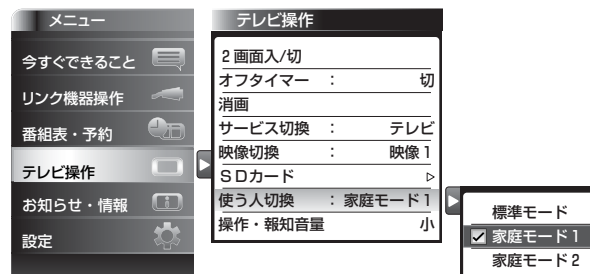 メニュー
今すぐできること
リンク機器操作
番組表・予約
テレビ操作
お知らせ・情報
設定
テレビ操作
2画面入/切
オフタイマー : 切
消画
サービス切換 : テレビ
映像切換 : 映像1
SDカード
使う人切換 : 家庭モード1
操作・報知音量 小
標準モード
家庭モード1
家庭モード2